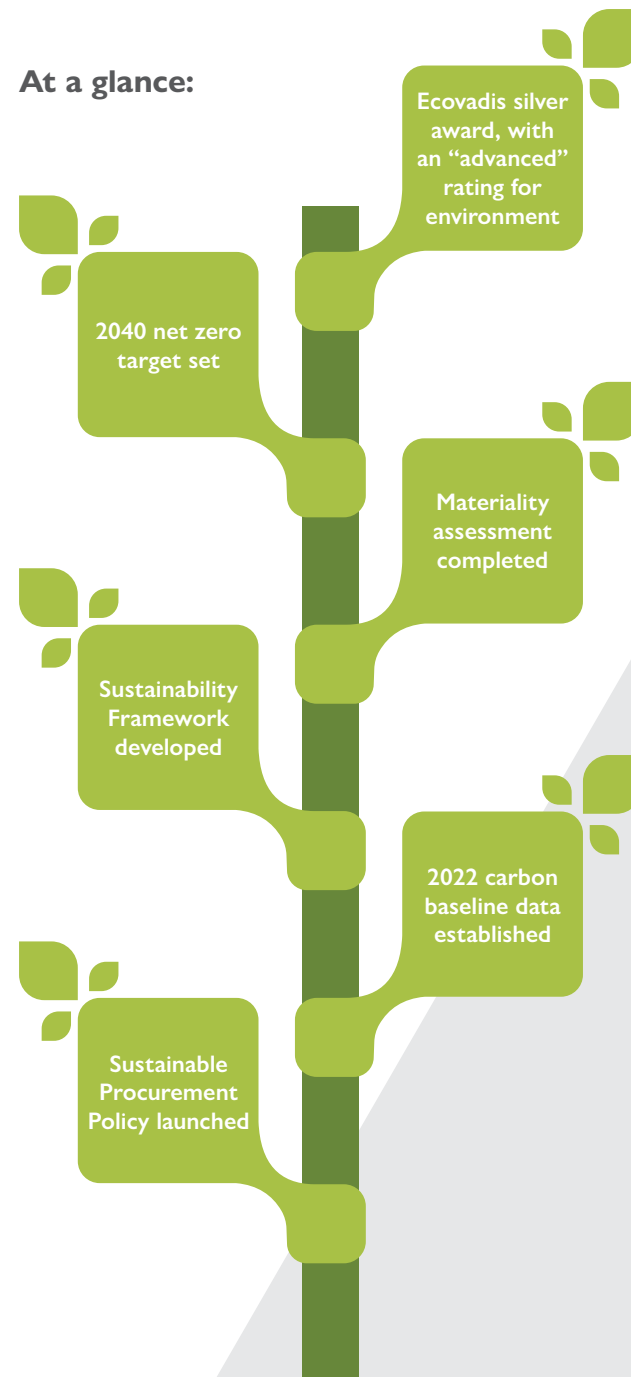 At a glance:
Ecovadis silver
award, with
an “advanced”
rating for
environment
2040 net zero
target set
Materiality
assessment
completed
Sustainability
Framework
developed
2022 carbon
baseline data
established
Sustainable
Procurement
Policy launched